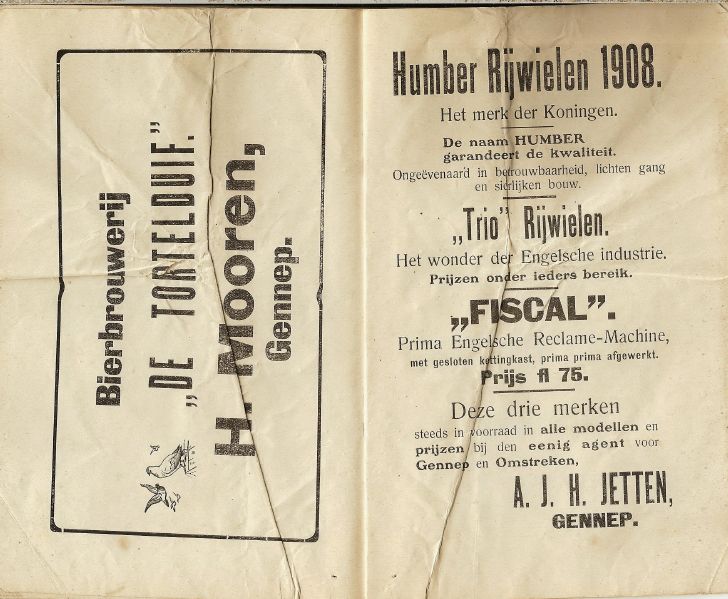 Bierbrouwerij
„DE TORTELDUIF.”
H. Mooren,
Gennep.
Humber Rijwielen 1908.
Het merk der Koningen.
De naam HUMBER
garandeert de kwaliteit.
Ongeëvenaard in betrouwbaarheid, lichten gang
en sierlijken bouw.
„Trio” Rijwielen.
Het wonder der Engelsche industrie.
Prijzen onder ieders bereik.
„FISCAL”.
Prima Engelsche Reclame-Machine,
met gesloten kettingkast, prima prima afgewerkt.
Prijs fl 75.
Deze drie merken
steeds in voorraad in alle modellen en
prijzen bij den eenig agent voor
Gennep en Omstreken,
A. J. H. JETTEN,
GENNEP.